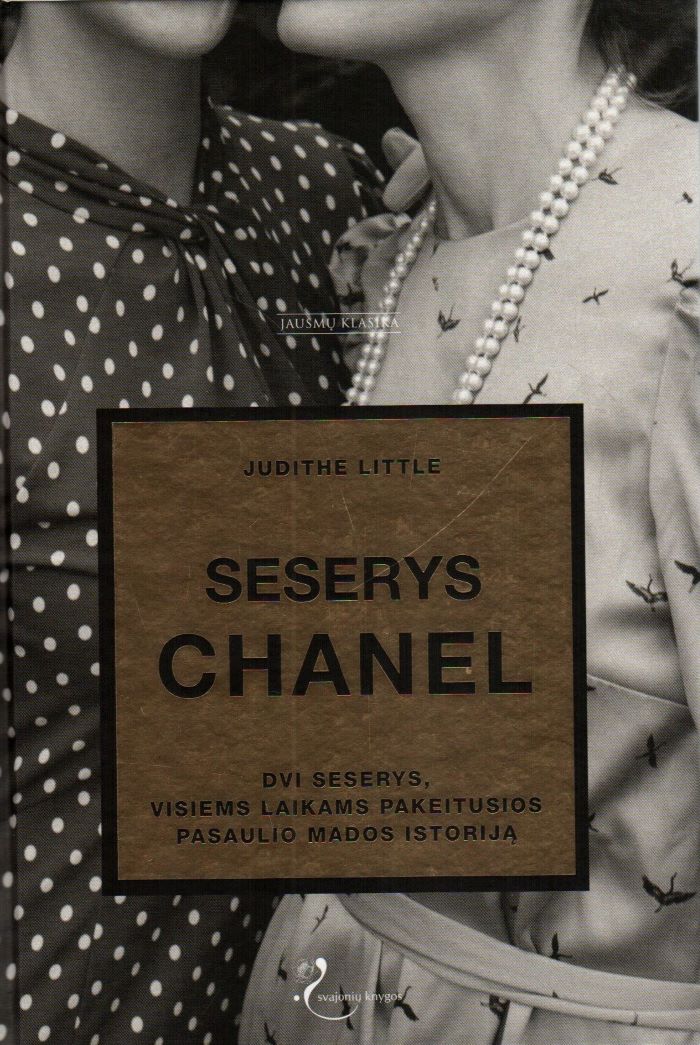 JAUSMŲ KLASIKA
JUDITHE LITTLE
SESERYS
CHANEL
DVI SESERYS,
VISIEMS LAIKAMS PAKEITUSIOS
PASAULIO MADOS ISTORIJĄ
svajonių knygos